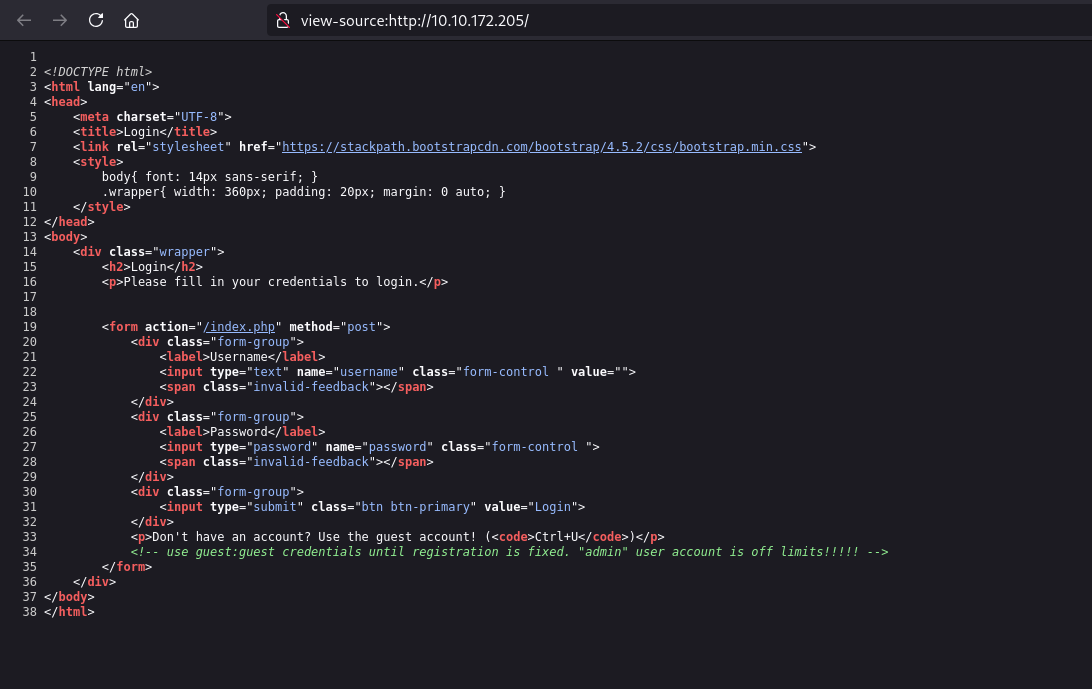 view-source:http://10.10.172.205/
1
2 <!DOCTYPE html>
3 <html lang="en">
4 <head>
5     <meta charset="UTF-8">
6     <title>Login</title>
7     <link rel="stylesheet" href="https://stackpath.bootstrapcdn.com/bootstrap/4.5.2/css/bootstrap.min.css">
8     <style>
9         body{ font: 14px sans-serif; }
10         .wrapper{ width: 360px; padding: 20px; margin: 0 auto; }
11     </style>
12 </head>
13 <body>
14     <div class="wrapper">
15         <h2>Login</h2>
16         <p>Please fill in your credentials to login.</p>
17
18
19         <form action="/index.php" method="post">
20             <div class="form-group">
21                 <label>Username</label>
22                 <input type="text" name="username" class="form-control " value="">
23                 <span class="invalid-feedback"></span>
24             </div>
25             <div class="form-group">
26                 <label>Password</label>
27                 <input type="password" name="password" class="form-control ">
28                 <span class="invalid-feedback"></span>
29             </div>
30             <div class="form-group">
31                 <input type="submit" class="btn btn-primary" value="Login">
32             </div>
33             <p>Don't have an account? Use the guest account! (<code>Ctrl+U</code>)</p>
34             <!-- use guest:guest credentials until registration is fixed. "admin" user account is off limits!!!!! -->
35         </form>
36     </div>
37 </body>
38 </html>